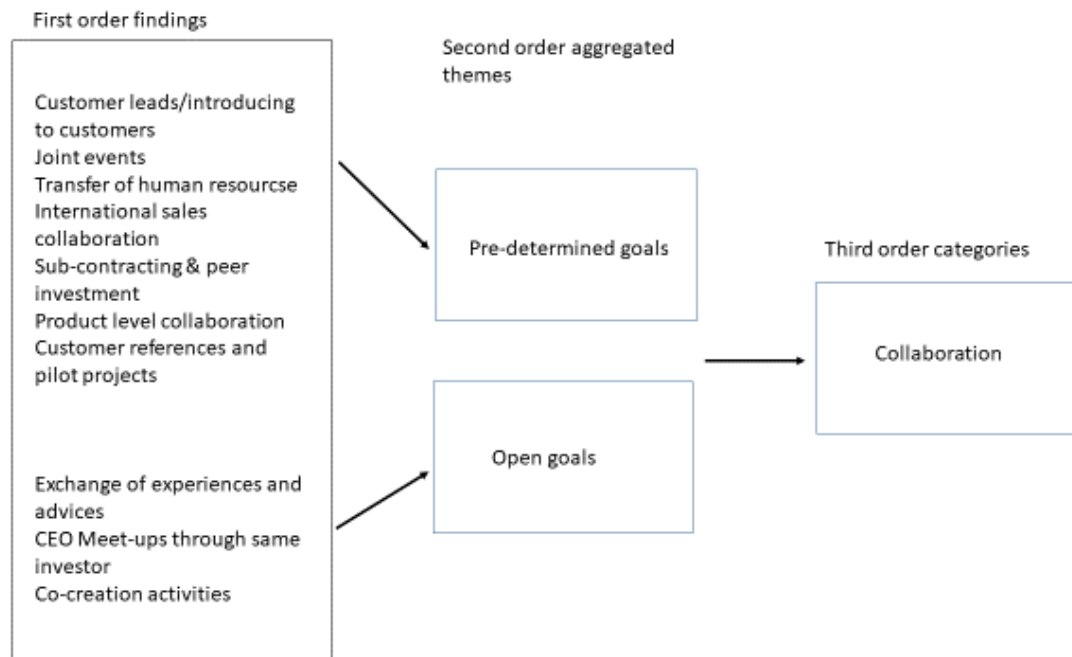 First order findings
Customer leads/introducing
to customers
Joint events
Transfer of human resourcse
International sales
collaboration
Sub-contracting & peer
investment
Product level collaboration
Customer references and
pilot projects
Exchange of experiences and
advices
CEO Meet-ups through same
investor
Co-creation activities
Second order aggregated
themes
Pre-determined goals
Open goals
Third order categories
Collaboration